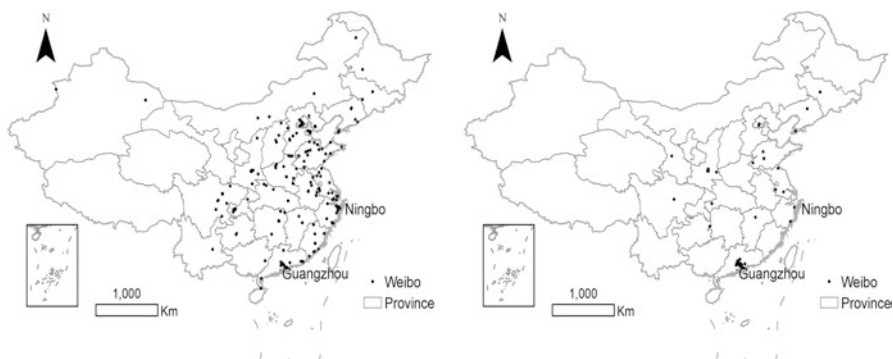 N
Ningbo
Guangzhou
Weibo
1,000
Km
Province
N
Ningbo
Guangzhou
Weibo
1,000
Km
Province